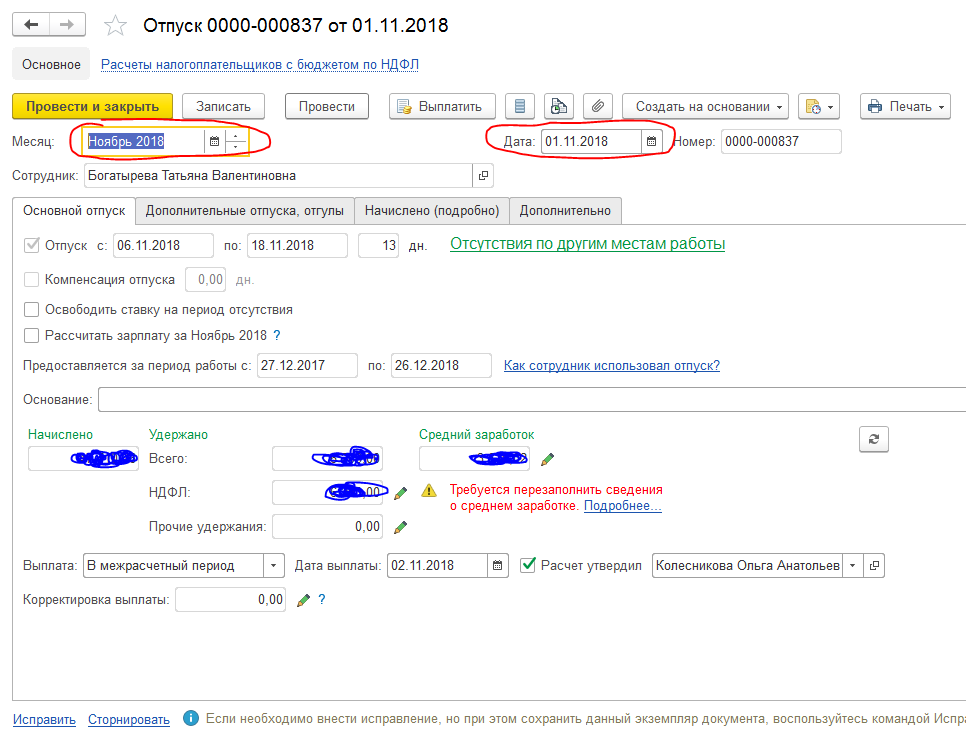 Отпуск 0000-000837 от 01.11.2018
Основное Расчеты налогоплательщиков с бюджетом по НДФЛ
Провести и закрыть Записать Провести Выплатить Создать на основании Печать
Месяц: Ноябрь 2018 Дата: 01.11.2018 Номер: 0000-000837
Сотрудник: Богатырева Татьяна Валентиновна
Основной отпуск Дополнительные отпуска, отгулы Начислено (подробно) Дополнительно
Отпуск с: 06.11.2018 по: 18.11.2018 13 дн. Отсутствия по другим местам работы
Компенсация отпуска 0,00 дн.
Освободить ставку на период отсутствия
Рассчитать зарплату за Ноябрь 2018 ?
Предоставляется за период работы с: 27.12.2017 по: 26.12.2018 Как сотрудник использовал отпуск?
Основание:
Начислено Удержано Средний заработок
Всего:
НДФЛ: Требуется перезаполнить сведения
о среднем заработке. Подробнее...
Прочие удержания: 0,00
Выплата: В межрасчетный период Дата выплаты: 02.11.2018 Расчет утвердил Колесникова Ольга Анатольев
Корректировка выплаты: 0,00 ?
Исправить Сторнировать Если необходимо внести исправление, но при этом сохранить данный экземпляр документа, воспользуйтесь командой Испра